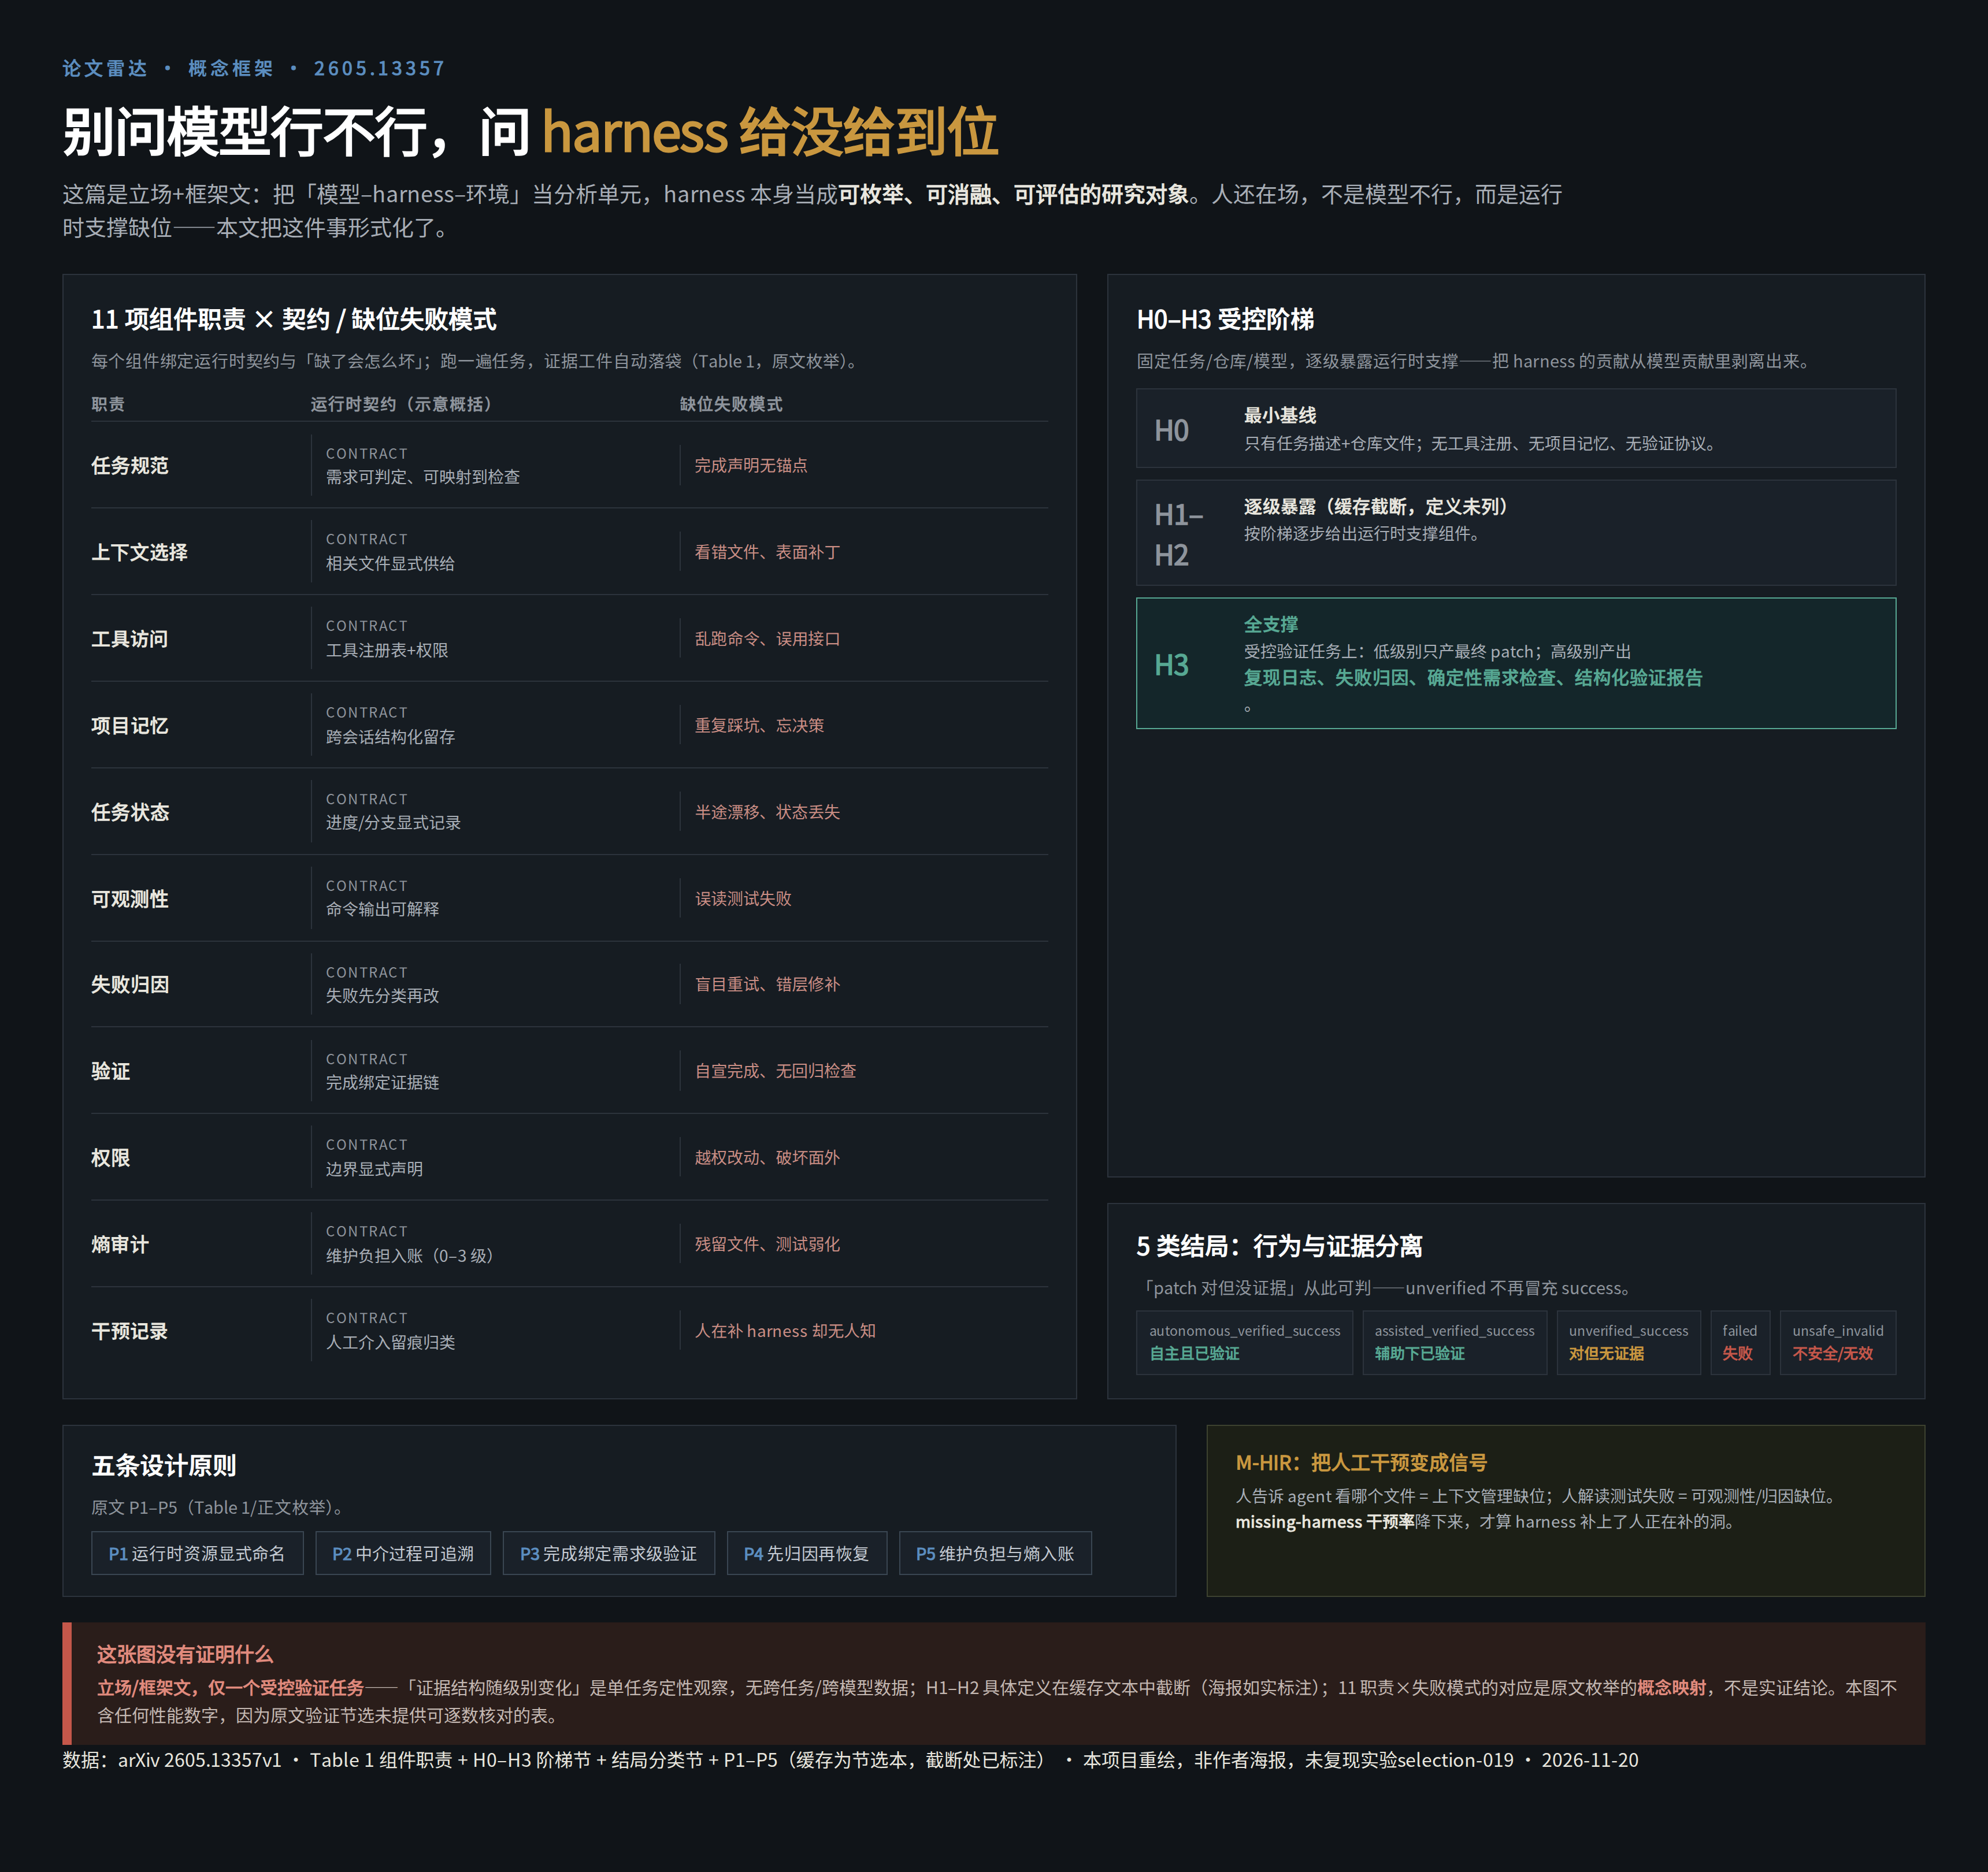 论文雷达 · 概念框架 · 2605.13357
别问模型行不行，问 harness 给没给到位
这篇是立场+框架文：把「模型–harness–环境」当分析单元，harness 本身当成可枚举、可消融、可评估的研究对象。人还在场，不是模型不行，而是运行
时支撑缺位——本文把这件事形式化了。
11 项组件职责 × 契约 / 缺位失败模式
每个组件绑定运行时契约与「缺了会怎么坏」；跑一遍任务，证据工件自动落袋（Table 1，原文枚举）。
职责 运行时契约（示意概括） 缺位失败模式
任务规范
CONTRACT
需求可判定、可映射到检查
完成声明无锚点
上下文选择
CONTRACT
相关文件显式供给
看错文件、表面补丁
工具访问
CONTRACT
工具注册表+权限
乱跑命令、误用接口
项目记忆
CONTRACT
跨会话结构化留存
重复踩坑、忘决策
任务状态
CONTRACT
进度/分支显式记录
半途漂移、状态丢失
可观测性
CONTRACT
命令输出可解释
误读测试失败
失败归因
CONTRACT
失败先分类再改
盲目重试、错层修补
验证
CONTRACT
完成绑定证据链
自宣完成、无回归检查
权限
CONTRACT
边界显式声明
越权改动、破坏面外
熵审计
CONTRACT
维护负担入账（0–3 级）
残留文件、测试弱化
干预记录
CONTRACT
人工介入留痕归类
人在补 harness 却无人知
H0–H3 受控阶梯
固定任务/仓库/模型，逐级暴露运行时支撑——把 harness 的贡献从模型贡献里剥离出来。
H0
最小基线
只有任务描述+仓库文件；无工具注册、无项目记忆、无验证协议。
H1–
H2
逐级暴露（缓存截断，定义未列）
按阶梯逐步给出运行时支撑组件。
H3
全支撑
受控验证任务上：低级别只产最终 patch；高级别产出
复现日志、失败归因、确定性需求检查、结构化验证报告
。
5 类结局：行为与证据分离
「patch 对但没证据」从此可判——unverified 不再冒充 success。
autonomous_verified_success
自主且已验证
assisted_verified_success
辅助下已验证
unverified_success
对但无证据
failed
失败
unsafe_invalid
不安全/无效
五条设计原则
原文 P1–P5（Table 1/正文枚举）。
P1 运行时资源显式命名
P2 中介过程可追溯
P3 完成绑定需求级验证
P4 先归因再恢复
P5 维护负担与熵入账
M-HIR：把人工干预变成信号
人告诉 agent 看哪个文件 = 上下文管理缺位；人解读测试失败 = 可观测性/归因缺位。
missing-harness 干预率降下来，才算 harness 补上了人正在补的洞。
这张图没有证明什么
立场/框架文，仅一个受控验证任务——「证据结构随级别变化」是单任务定性观察，无跨任务/跨模型数据；H1–H2 具体定义在缓存文本中截断（海报如实标注）；11 职责×失败模式的对应是原文枚举的概念映射，不是实证结论。本图不
含任何性能数字，因为原文验证节选未提供可逐数核对的表。
数据：arXiv 2605.13357v1 · Table 1 组件职责 + H0–H3 阶梯节 + 结局分类节 + P1–P5（缓存为节选本，截断处已标注） · 本项目重绘，非作者海报，未复现实验selection-019 · 2026-11-20